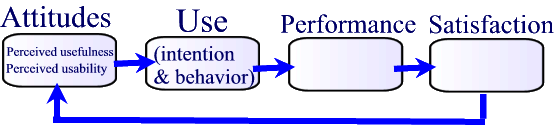 Attitudes
Perceived usefulness
Perceived usability
Use
(intention
& behavior)
Performance
Satisfaction